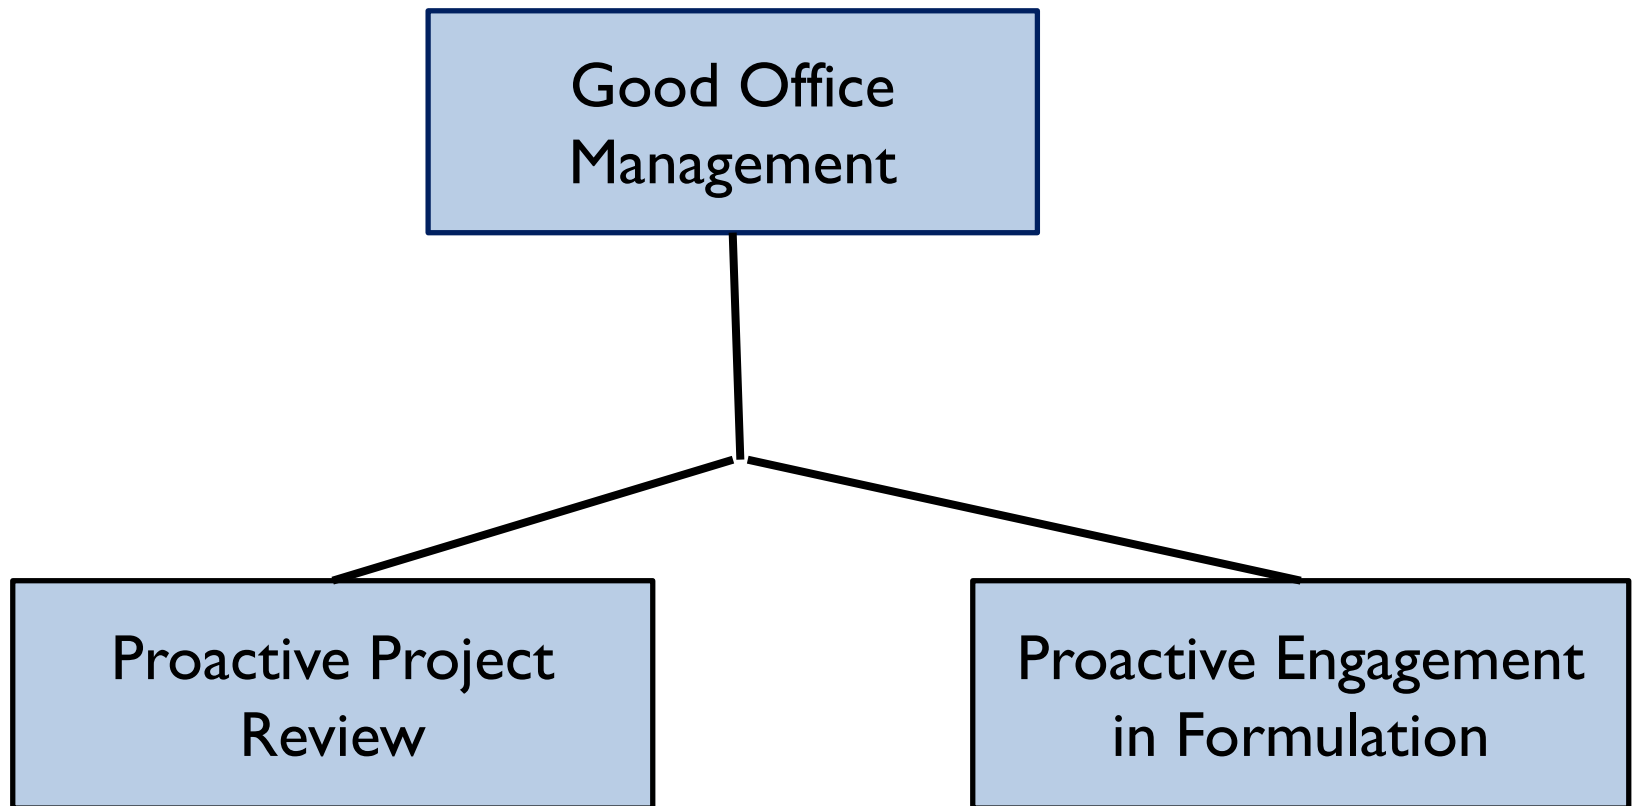 Good Office
Management
Proactive Project
Review
Proactive Engagement
in Formulation